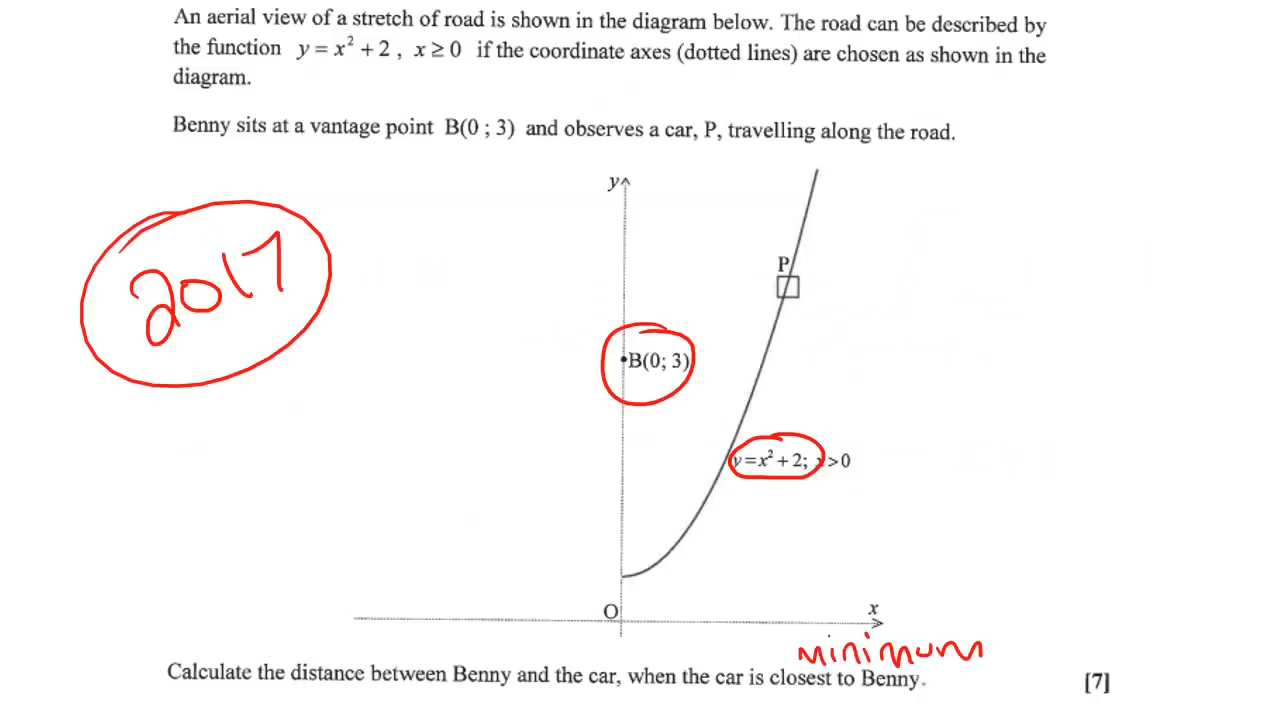 An aerial view of a stretch of road is shown in the diagram below. The road can be described by
the function y = x² + 2 , x ≥ 0 if the coordinate axes (dotted lines) are chosen as shown in the
diagram.
Benny sits at a vantage point B(0 ; 3) and observes a car, P, travelling along the road.
y
2017
P
B(0; 3)
y = x² + 2; x > 0
O
x
minimum
Calculate the distance between Benny and the car, when the car is closest to Benny.
[7]